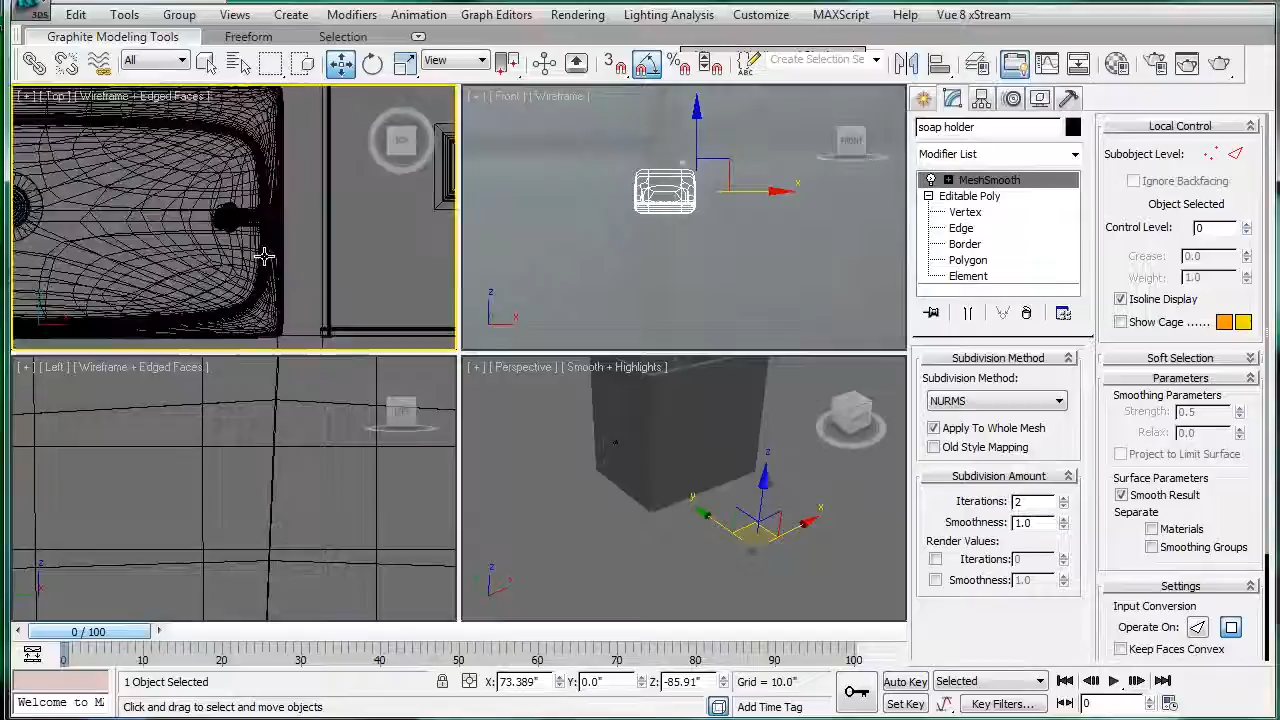 3DS Edit Tools Group Views Create Modifiers Animation Graph Editors Rendering Lighting Analysis Customize MAXScript Help Vue 8 xStream
Graphite Modeling Tools Freeform Selection
All View 3 % ABC Create Selection Se
[ + ] [ Top ] [ Wireframe + Edged Faces ]
[ + ] [ Front ] [ Wireframe ]
TOP
FRONT
x
z
x
[ + ] [ Left ] [ Wireframe + Edged Faces ]
[ + ] [ Perspective ] [ Smooth + Highlights ]
LEFT
z
y
x
z
z
soap holder
Modifier List
MeshSmooth
Editable Poly
Vertex
Edge
Border
Polygon
Element
Subdivision Method
Subdivision Method:
NURMS
Apply To Whole Mesh
Old Style Mapping
Subdivision Amount
Iterations: 2
Smoothness: 1.0
Render Values:
Iterations: 0
Smoothness: 1.0
Local Control
Subobject Level:
Ignore Backfacing
Object Selected
Control Level: 0
Crease: 0.0
Weight: 1.0
Isoline Display
Show Cage ......
Soft Selection
Parameters
Smoothing Parameters
Strength: 0.5
Relax: 0.0
Project to Limit Surface
Surface Parameters
Smooth Result
Separate
Materials
Smoothing Groups
Settings
Input Conversion
Operate On:
Keep Faces Convex
0 / 100
0 10 20 30 40 50 60 70 80 90 100
1 Object Selected X: 73.389" Y: 0.0" Z: -85.91" Grid = 10.0" Auto Key Selected
Welcome to M Click and drag to select and move objects Add Time Tag Set Key Key Filters... 0